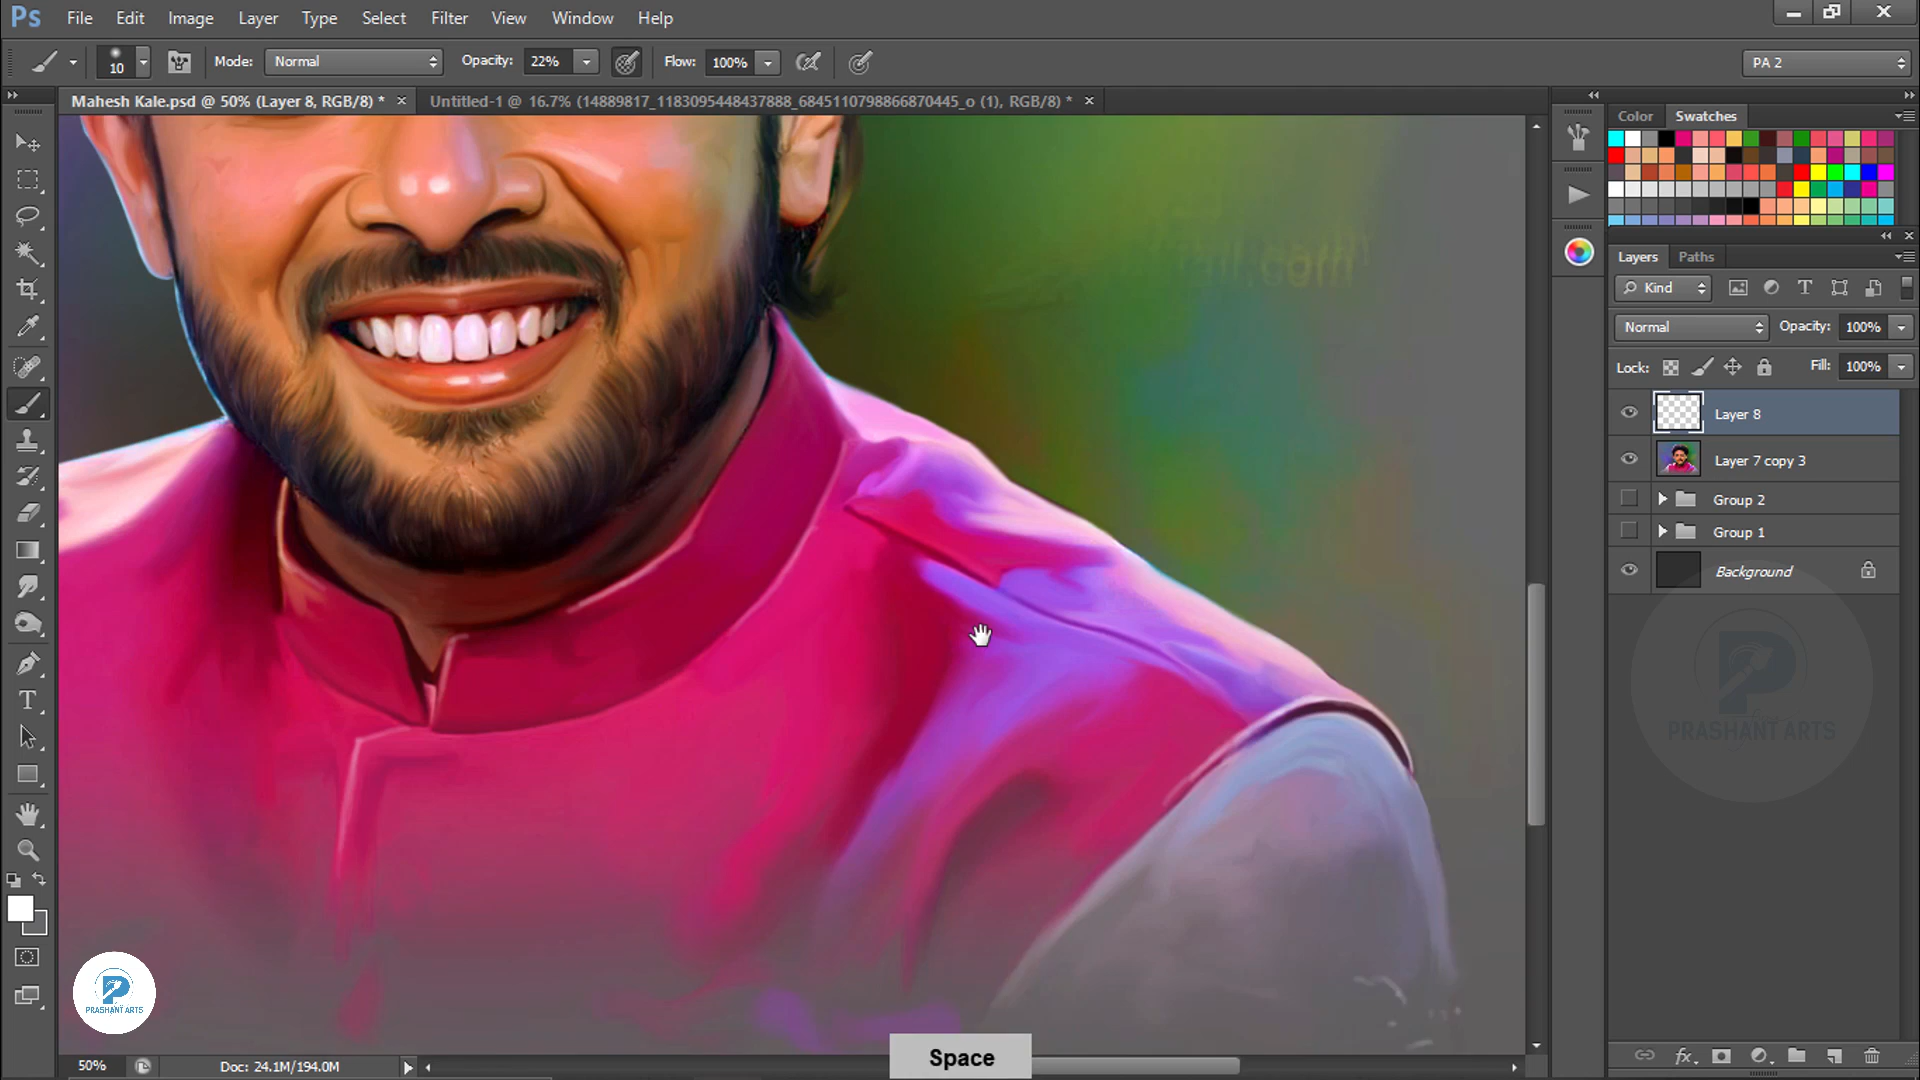 Ps File Edit Image Layer Type Select Filter View Window Help
10 Mode: Normal Opacity: 22% Flow: 100% PA 2
Mahesh Kale.psd @ 50% (Layer 8, RGB/8) * × Untitled-1 @ 16.7% (14889817_1183095448437888_6845110798866870445_o (1), RGB/8) * ×
Color Swatches
Layers Paths
Kind
Normal Opacity: 100%
Lock: Fill: 100%
Layer 8
Layer 7 copy 3
Group 2
Group 1
Background
P
PRASHANT ARTS
P
PRASHANT ARTS
Space
50% Doc: 24.1M/194.0M
fx